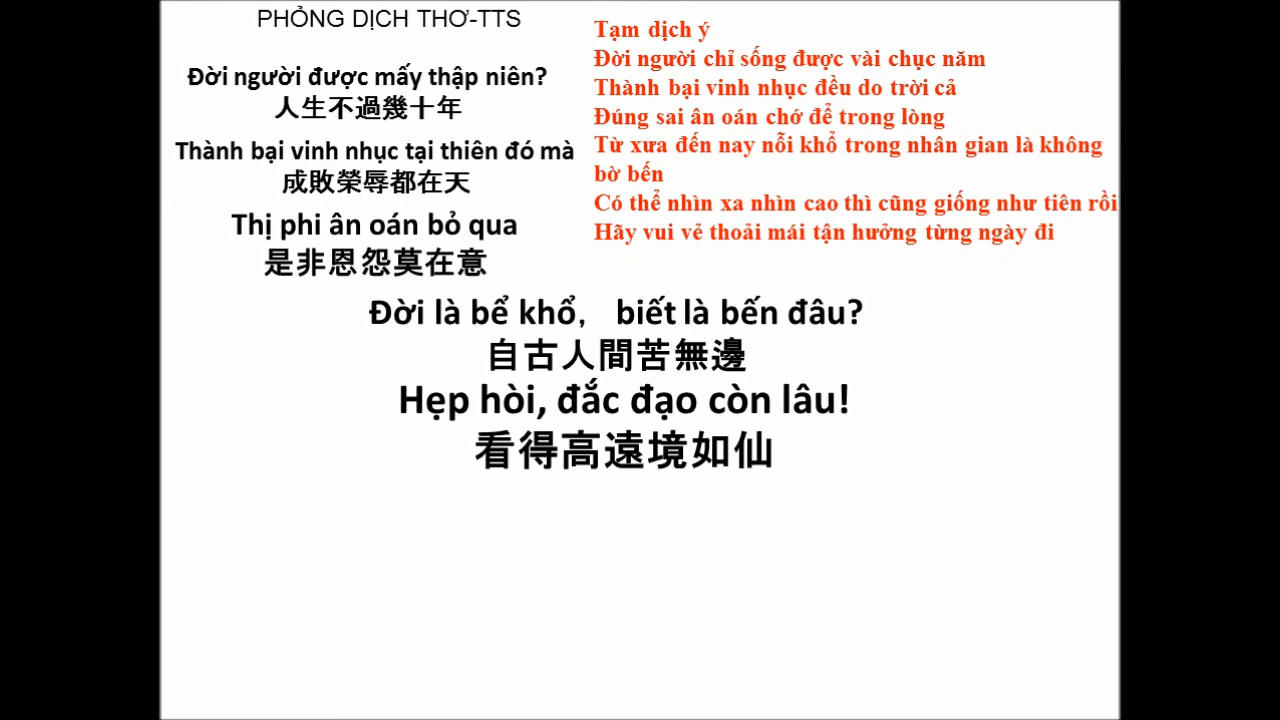 PHỎNG DỊCH THƠ-TTS
Đời người được mấy thập niên?
人生不過幾十年
Thành bại vinh nhục tại thiên đó mà
成敗榮辱都在天
Thị phi ân oán bỏ qua
是非恩怨莫在意
Tạm dịch ý
Đời người chỉ sống được vài chục năm
Thành bại vinh nhục đều do trời cả
Đúng sai ân oán chớ để trong lòng
Từ xưa đến nay nỗi khổ trong nhân gian là không
bờ bến
Có thể nhìn xa nhìn cao thì cũng giống như tiên rồi
Hãy vui vẻ thoải mái tận hưởng từng ngày đi
Đời là bể khổ, biết là bến đâu?
自古人間苦無邊
Hẹp hòi, đắc đạo còn lâu!
看得高遠境如仙